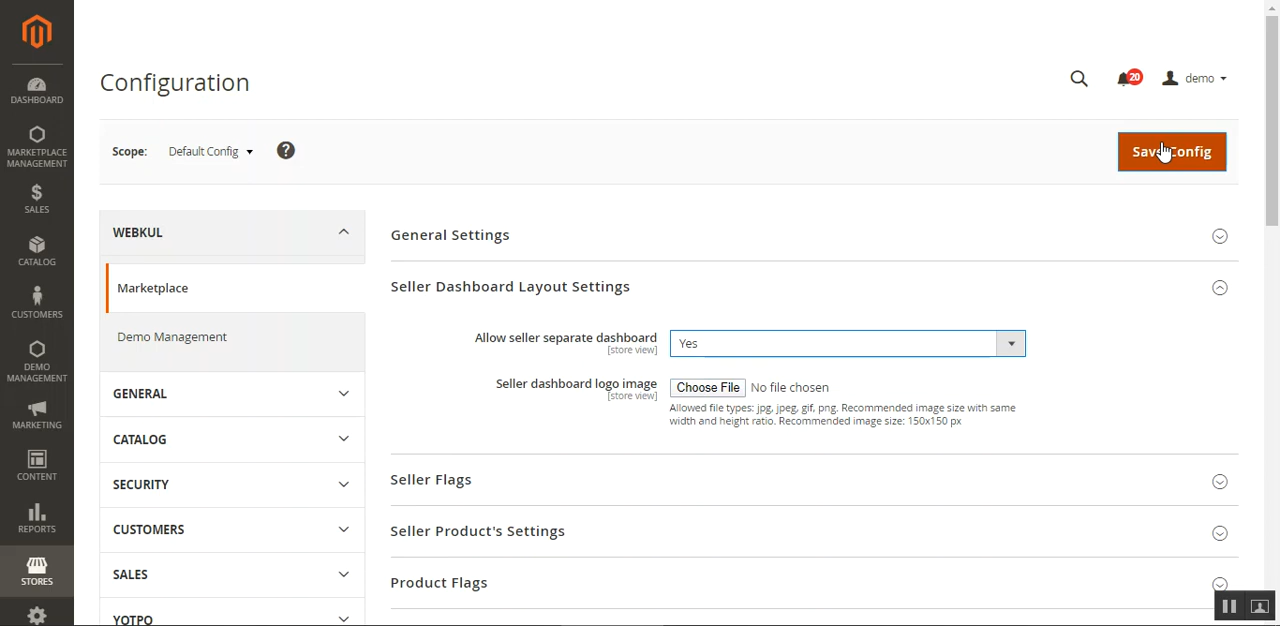 Configuration
20
demo
Scope:
Default Config
?
Save Config
DASHBOARD
MARKETPLACE
MANAGEMENT
$
SALES
CATALOG
CUSTOMERS
DEMO
MANAGEMENT
MARKETING
CONTENT
REPORTS
STORES
WEBKUL
Marketplace
Demo Management
GENERAL
CATALOG
SECURITY
CUSTOMERS
SALES
YOTPO
General Settings
Seller Dashboard Layout Settings
Allow seller separate dashboard
[store view]
Yes
Seller dashboard logo image
[store view]
Choose File No file chosen
Allowed file types: jpg, jpeg, gif, png. Recommended image size with same
width and height ratio. Recommended image size: 150x150 px
Seller Flags
Seller Product's Settings
Product Flags